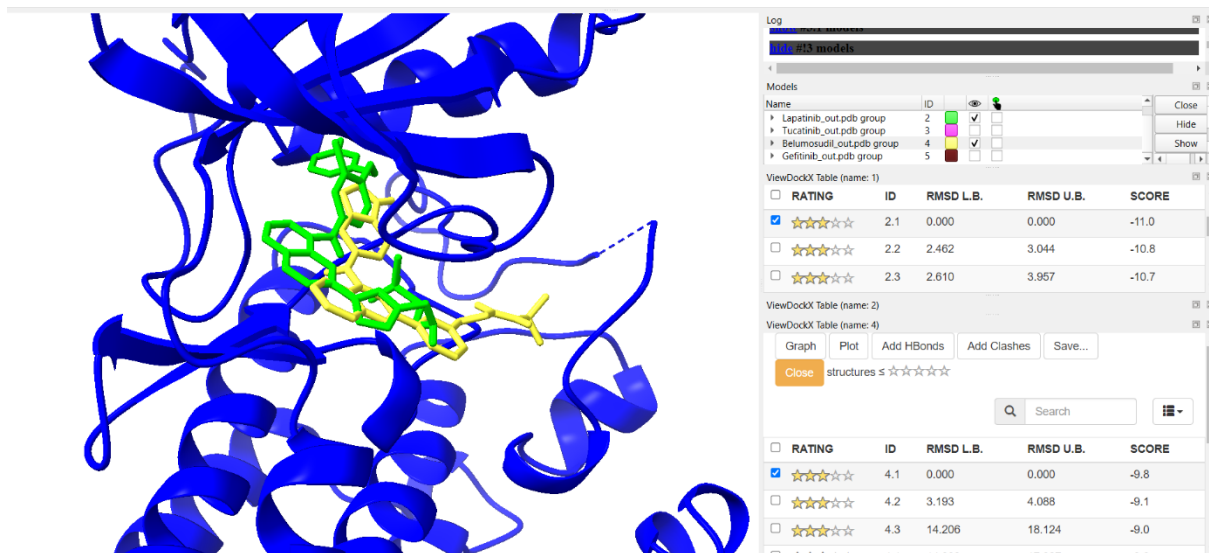 Log
hide #!3 models
Models
Name ID
Lapatinib_out.pdb group 2
Tucatinib_out.pdb group 3
Belumosudil_out.pdb group 4
Gefitinib_out.pdb group 5
Close
Hide
Show
ViewDockX Table (name: 1)
RATING ID RMSD L.B. RMSD U.B. SCORE
2.1 0.000 0.000 -11.0
2.2 2.462 3.044 -10.8
2.3 2.610 3.957 -10.7
ViewDockX Table (name: 2)
ViewDockX Table (name: 4)
Graph Plot Add HBonds Add Clashes Save...
Close structures ≤ ☆☆☆☆☆
Search
RATING ID RMSD L.B. RMSD U.B. SCORE
4.1 0.000 0.000 -9.8
4.2 3.193 4.088 -9.1
4.3 14.206 18.124 -9.0